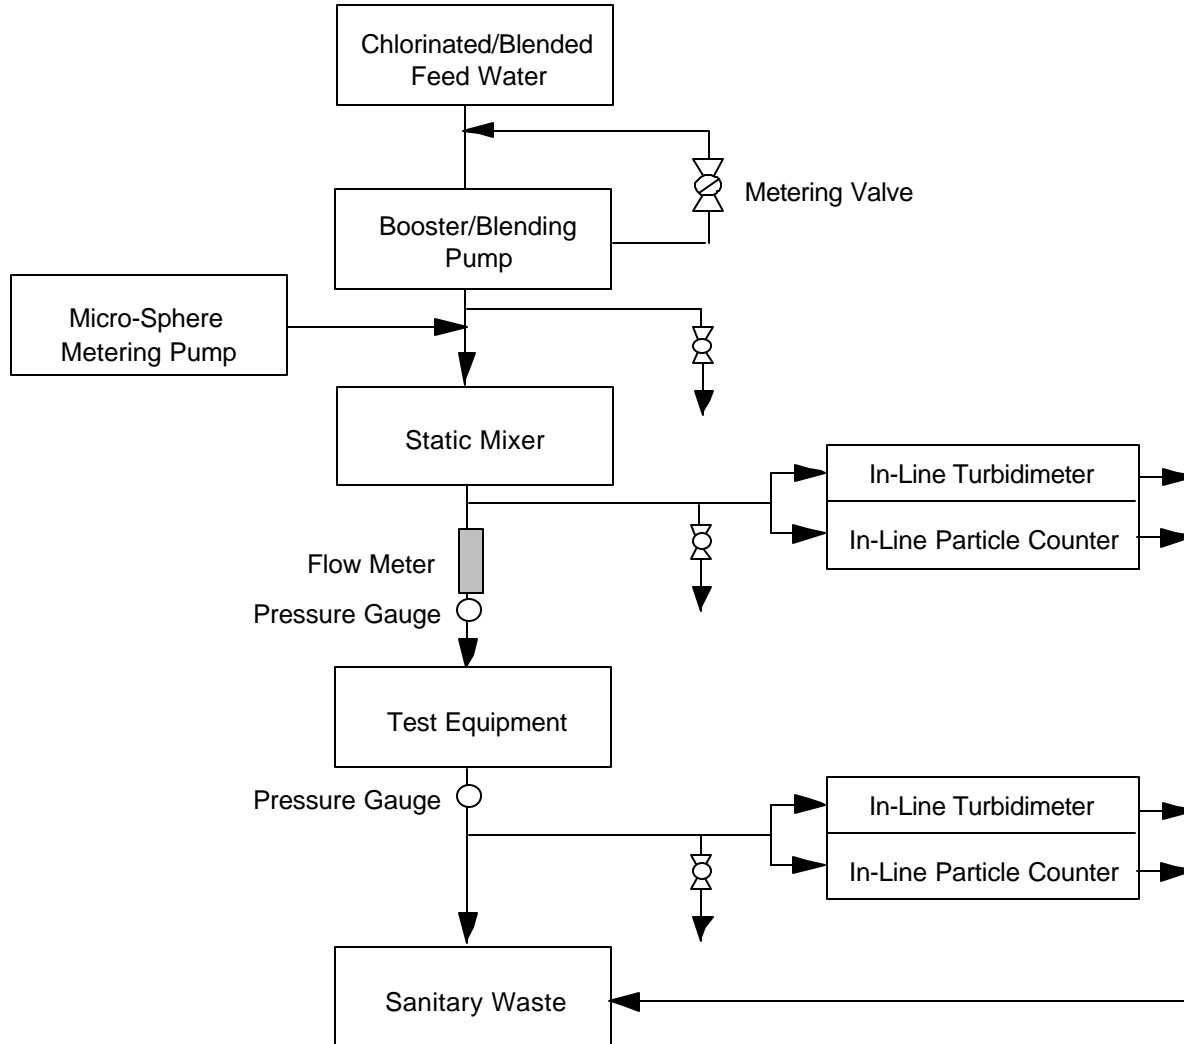 Chlorinated/Blended
Feed Water
Metering Valve
Booster/Blending
Pump
Micro-Sphere
Metering Pump
Static Mixer
In-Line Turbidimeter
In-Line Particle Counter
Flow Meter
Pressure Gauge
Test Equipment
Pressure Gauge
In-Line Turbidimeter
In-Line Particle Counter
Sanitary Waste